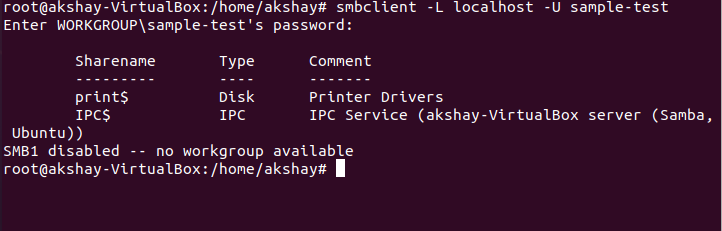 root@akshay-VirtualBox:/home/akshay# smbclient -L localhost -U sample-test
Enter WORKGROUP\sample-test's password:
Sharename Type Comment
--------- ---- -------
print$ Disk Printer Drivers
IPC$ IPC IPC Service (akshay-VirtualBox server (Samba,
Ubuntu))
SMB1 disabled -- no workgroup available
root@akshay-VirtualBox:/home/akshay#